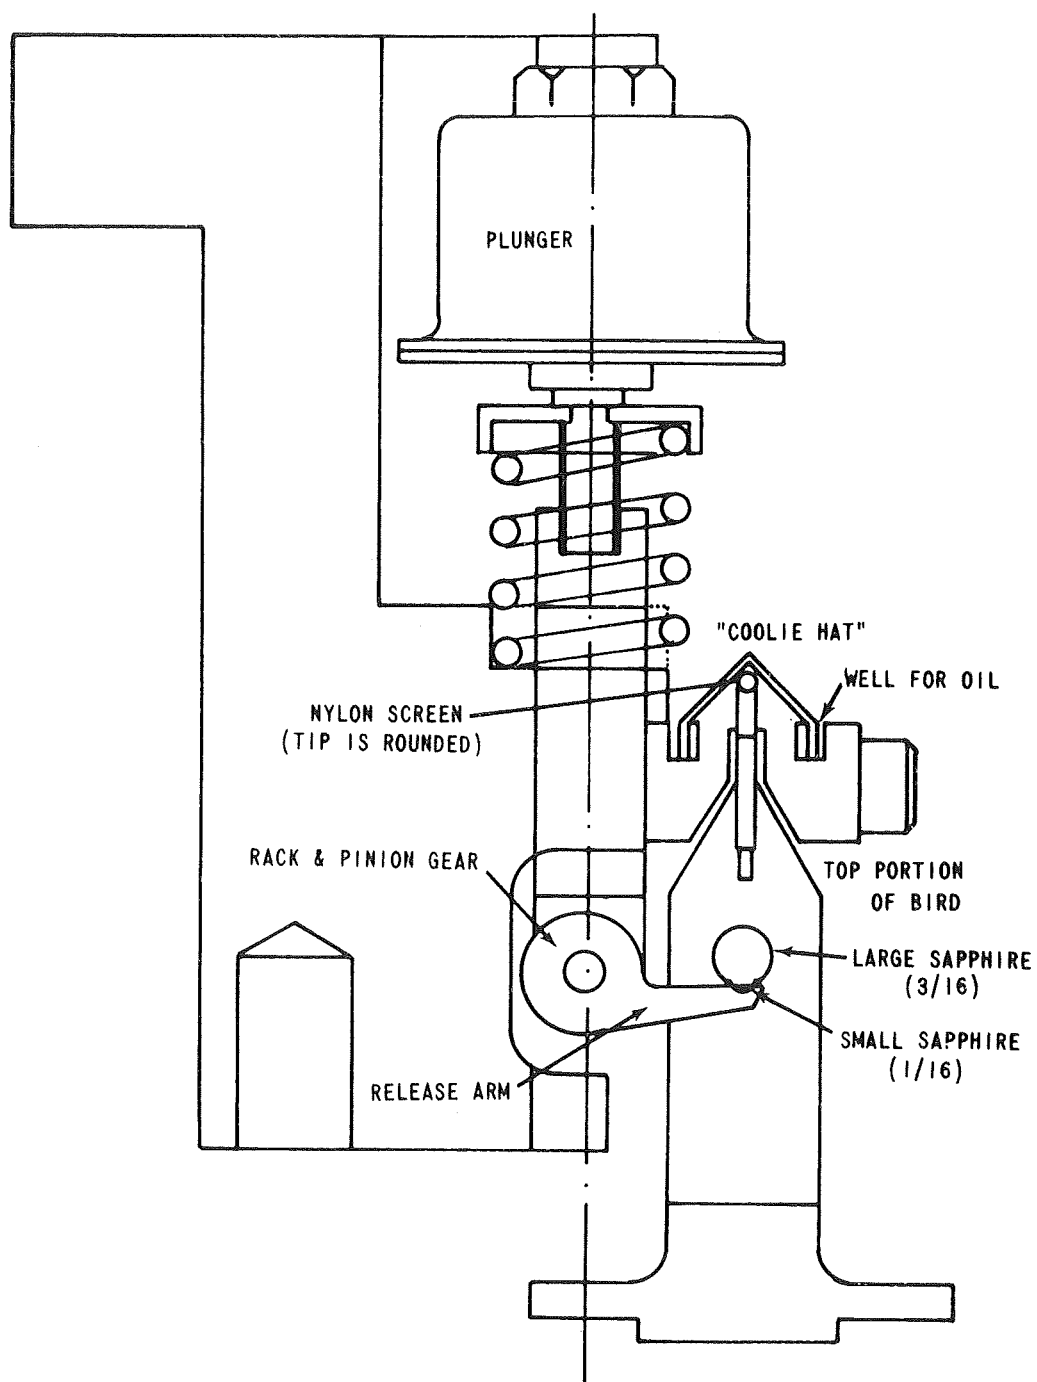 PLUNGER
"COOLIE HAT"
WELL FOR OIL
NYLON SCREEN
(TIP IS ROUNDED)
RACK & PINION GEAR
TOP PORTION
OF BIRD
LARGE SAPPHIRE
(3/16)
SMALL SAPPHIRE
(1/16)
RELEASE ARM